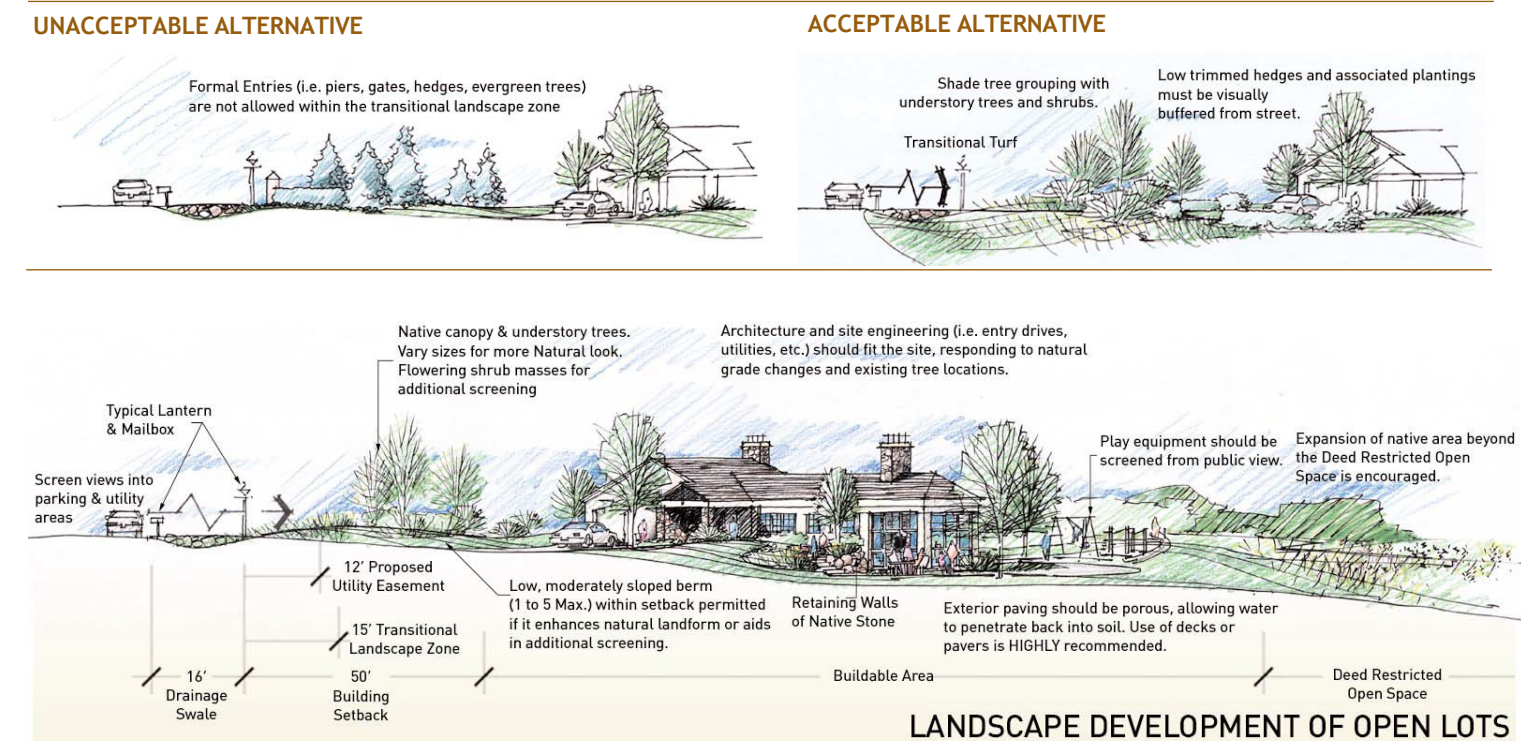 UNACCEPTABLE ALTERNATIVE
Formal Entries (i.e. piers, gates, hedges, evergreen trees)
are not allowed within the transitional landscape zone
ACCEPTABLE ALTERNATIVE
Shade tree grouping with
understory trees and shrubs.
Low trimmed hedges and associated plantings
must be visually
buffered from street.
Transitional Turf
Native canopy & understory trees.
Vary sizes for more Natural look.
Flowering shrub masses for
additional screening
Architecture and site engineering (i.e. entry drives,
utilities, etc.) should fit the site, responding to natural
grade changes and existing tree locations.
Typical Lantern
& Mailbox
Screen views into
parking & utility
areas
Play equipment should be
screened from public view.
Expansion of native area beyond
the Deed Restricted Open
Space is encouraged.
12’ Proposed
Utility Easement
15’ Transitional
Landscape Zone
Low, moderately sloped berm
(1 to 5 Max.) within setback permitted
if it enhances natural landform or aids
in additional screening.
Retaining Walls
of Native Stone
Exterior paving should be porous, allowing water
to penetrate back into soil. Use of decks or
pavers is HIGHLY recommended.
16’
Drainage
Swale
50’
Building
Setback
Buildable Area
Deed Restricted
Open Space
LANDSCAPE DEVELOPMENT OF OPEN LOTS